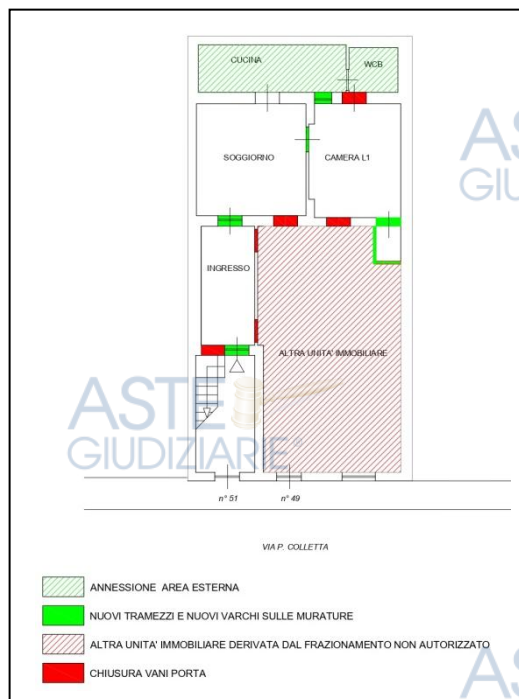 CUCINA
WCB
SOGGIORNO
CAMERA L1
INGRESSO
ALTRA UNITA' IMMOBILIARE
ASTE
GIUDIZIARIE®
n° 51
n° 49
VIA P. COLLETTA
ANNESSIONE AREA ESTERNA
NUOVI TRAMEZZI E NUOVI VARCHI SULLE MURATURE
ALTRA UNITA' IMMOBILIARE DERIVATA DAL FRAZIONAMENTO NON AUTORIZZATO
CHIUSURA VANI PORTA